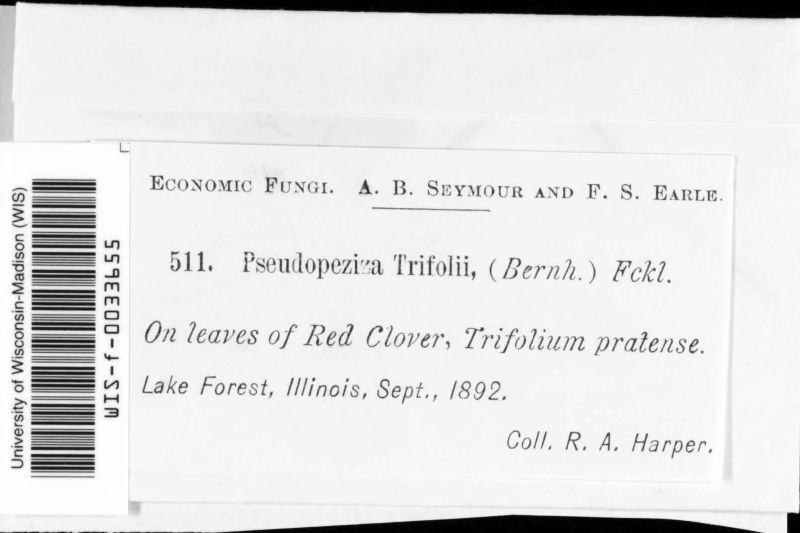 ECONOMIC FUNGI. A. B. SEYMOUR AND F. S. EARLE.
511. Pseudopeziza Trifolii, (Bernh.) Fckl.
On leaves of Red Clover, Trifolium pratense.
Lake Forest, Illinois, Sept., 1892.
Coll. R. A. Harper.
University of Wisconsin-Madison (WIS)
WIS-f-0033655